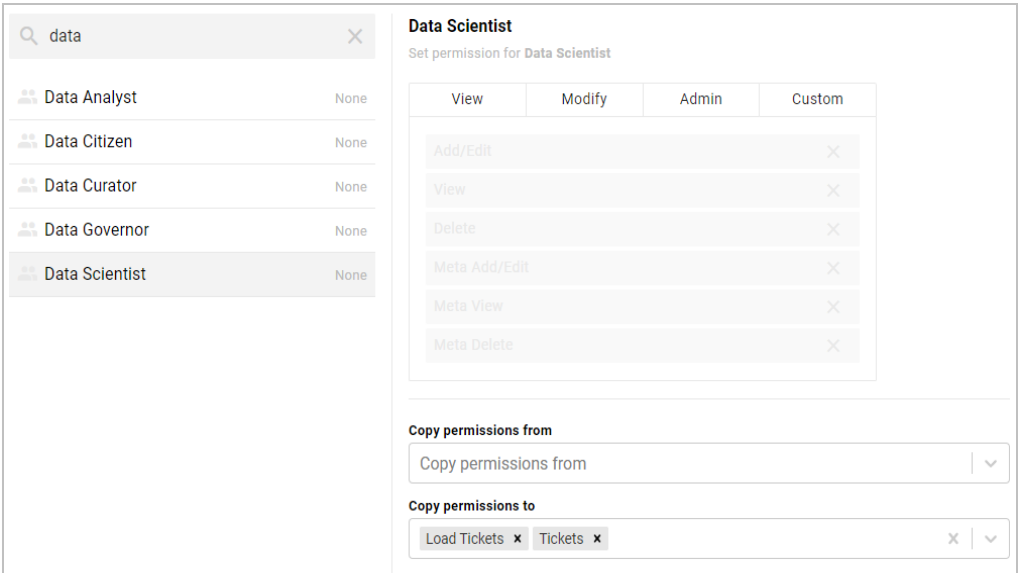 data
Data Analyst None
Data Citizen None
Data Curator None
Data Governor None
Data Scientist None
Data Scientist
Set permission for Data Scientist
View Modify Admin Custom
Add/Edit
View
Delete
Meta Add/Edit
Meta View
Meta Delete
Copy permissions from
Copy permissions from
Copy permissions to
Load Tickets x Tickets x